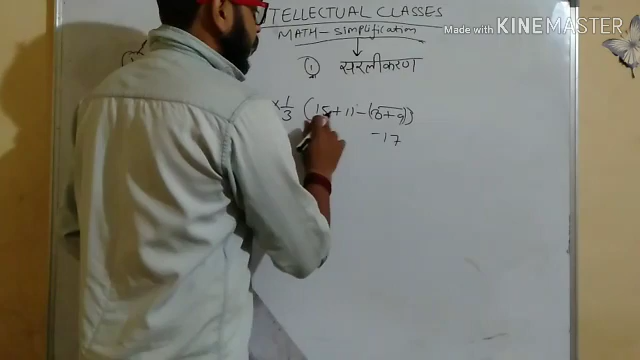 TELLECTUAL CLASSES
Made with KINEMASTER
MATH - Simplification
① सरलीकरण
× 1/3 (15 + 11 - (8 + 9))
-17